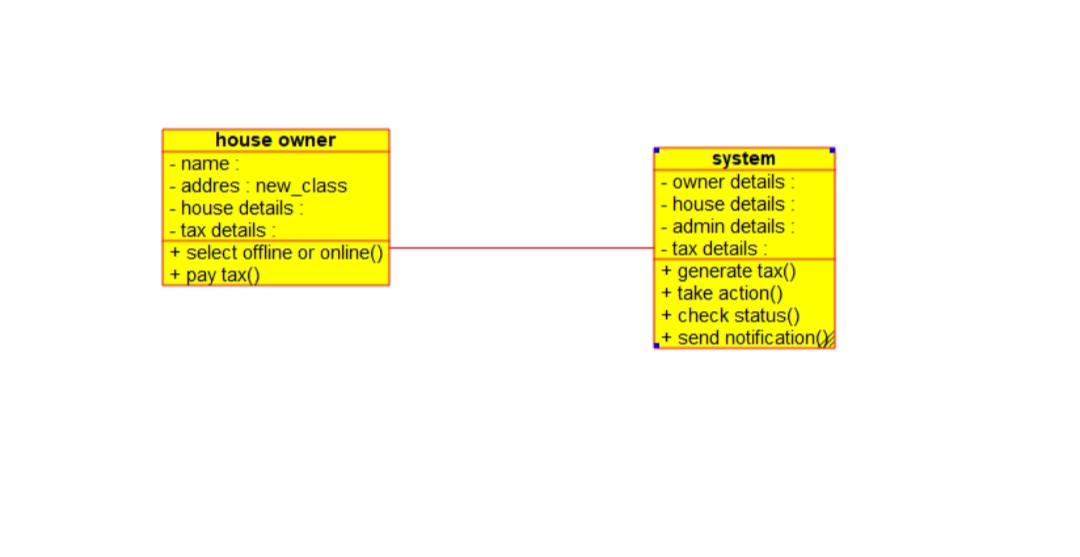 house owner
- name :
- addres : new_class
- house details :
- tax details :
+ select offline or online()
+ pay tax()
system
- owner details :
- house details :
- admin details :
- tax details :
+ generate tax()
+ take action()
+ check status()
+ send notification()